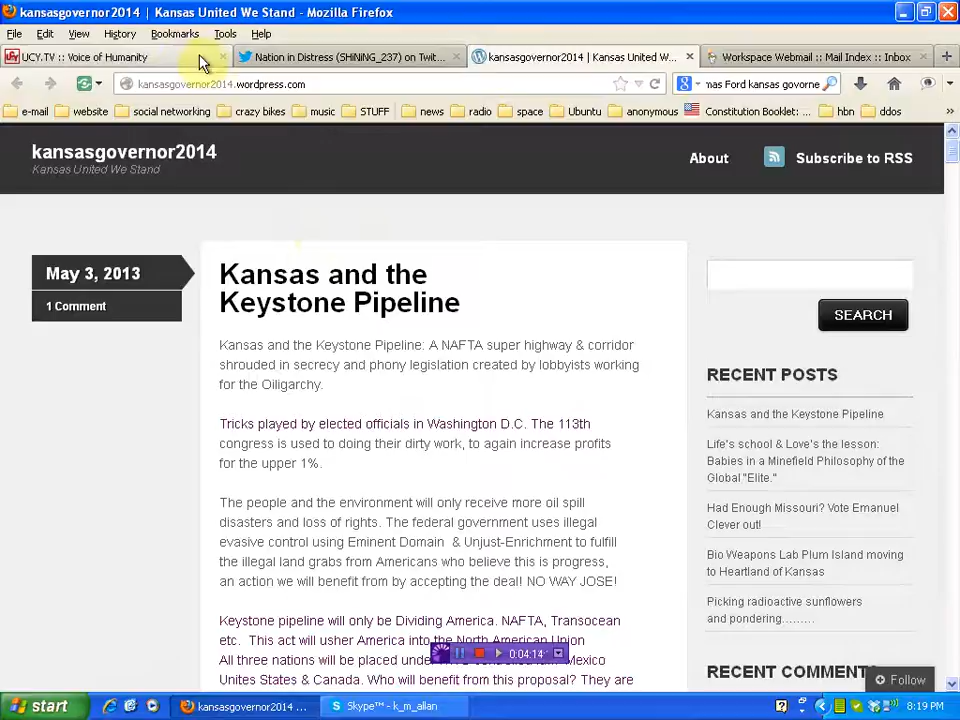 kansasgovernor2014 | Kansas United We Stand - Mozilla Firefox
File Edit View History Bookmarks Tools Help
UCY.TV :: Voice of Humanity
Nation in Distress (SHiNiNG_237) on Twit...
kansasgovernor2014 | Kansas United W...
Workspace Webmail :: Mail Index :: Inbox
kansasgovernor2014.wordpress.com
mas Ford kansas governe
e-mail website social networking crazy bikes music STUFF news radio space Ubuntu anonymous Constitution Booklet:... hbn ddos
kansasgovernor2014
Kansas United We Stand
About
Subscribe to RSS
May 3, 2013
1 Comment
Kansas and the
Keystone Pipeline
Kansas and the Keystone Pipeline: A NAFTA super highway & corridor
shrouded in secrecy and phony legislation created by lobbyists working
for the Oiligarchy.
Tricks played by elected officials in Washington D.C. The 113th
congress is used to doing their dirty work, to again increase profits
for the upper 1%.
The people and the environment will only receive more oil spill
disasters and loss of rights. The federal government uses illegal
evasive control using Eminent Domain & Unjust-Enrichment to fulfill
the illegal land grabs from Americans who believe this is progress,
an action we will benefit from by accepting the deal! NO WAY JOSE!
Keystone pipeline will only be Dividing America. NAFTA, Transocean
etc. This act will usher America into the North American Union
All three nations will be placed under Mexico
Unites States & Canada. Who will benefit from this proposal? They are
SEARCH
RECENT POSTS
Kansas and the Keystone Pipeline
Life's school & Love's the lesson:
Babies in a Minefield Philosophy of the
Global "Elite."
Had Enough Missouri? Vote Emanuel
Clever out!
Bio Weapons Lab Plum Island moving
to Heartland of Kansas
Picking radioactive sunflowers
and pondering.........
RECENT COMMENTS
Follow
0:04:14
start
kansasgovernor2014 ...
Skype™ - k_m_allan
8:19 PM